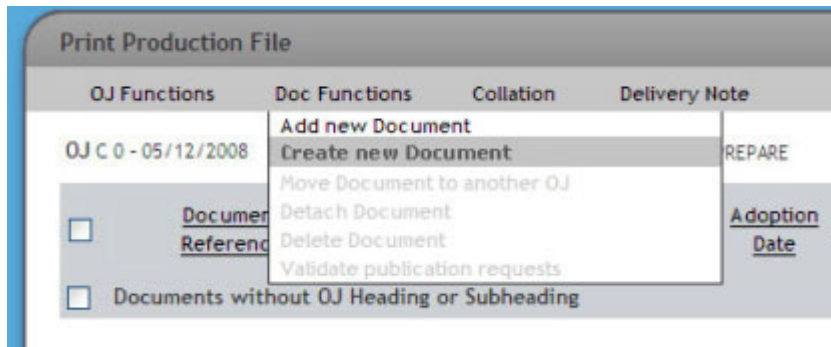 Print Production File
OJ Functions Doc Functions Collation Delivery Note
Add new Document
OJ C 0 - 05/12/2008 Create new Document REPARE
Move Document to another OJ
Detach Document
Delete Document
Validate publication requests
Documen Adoption
Referenc Date
Documents without OJ Heading or Subheading